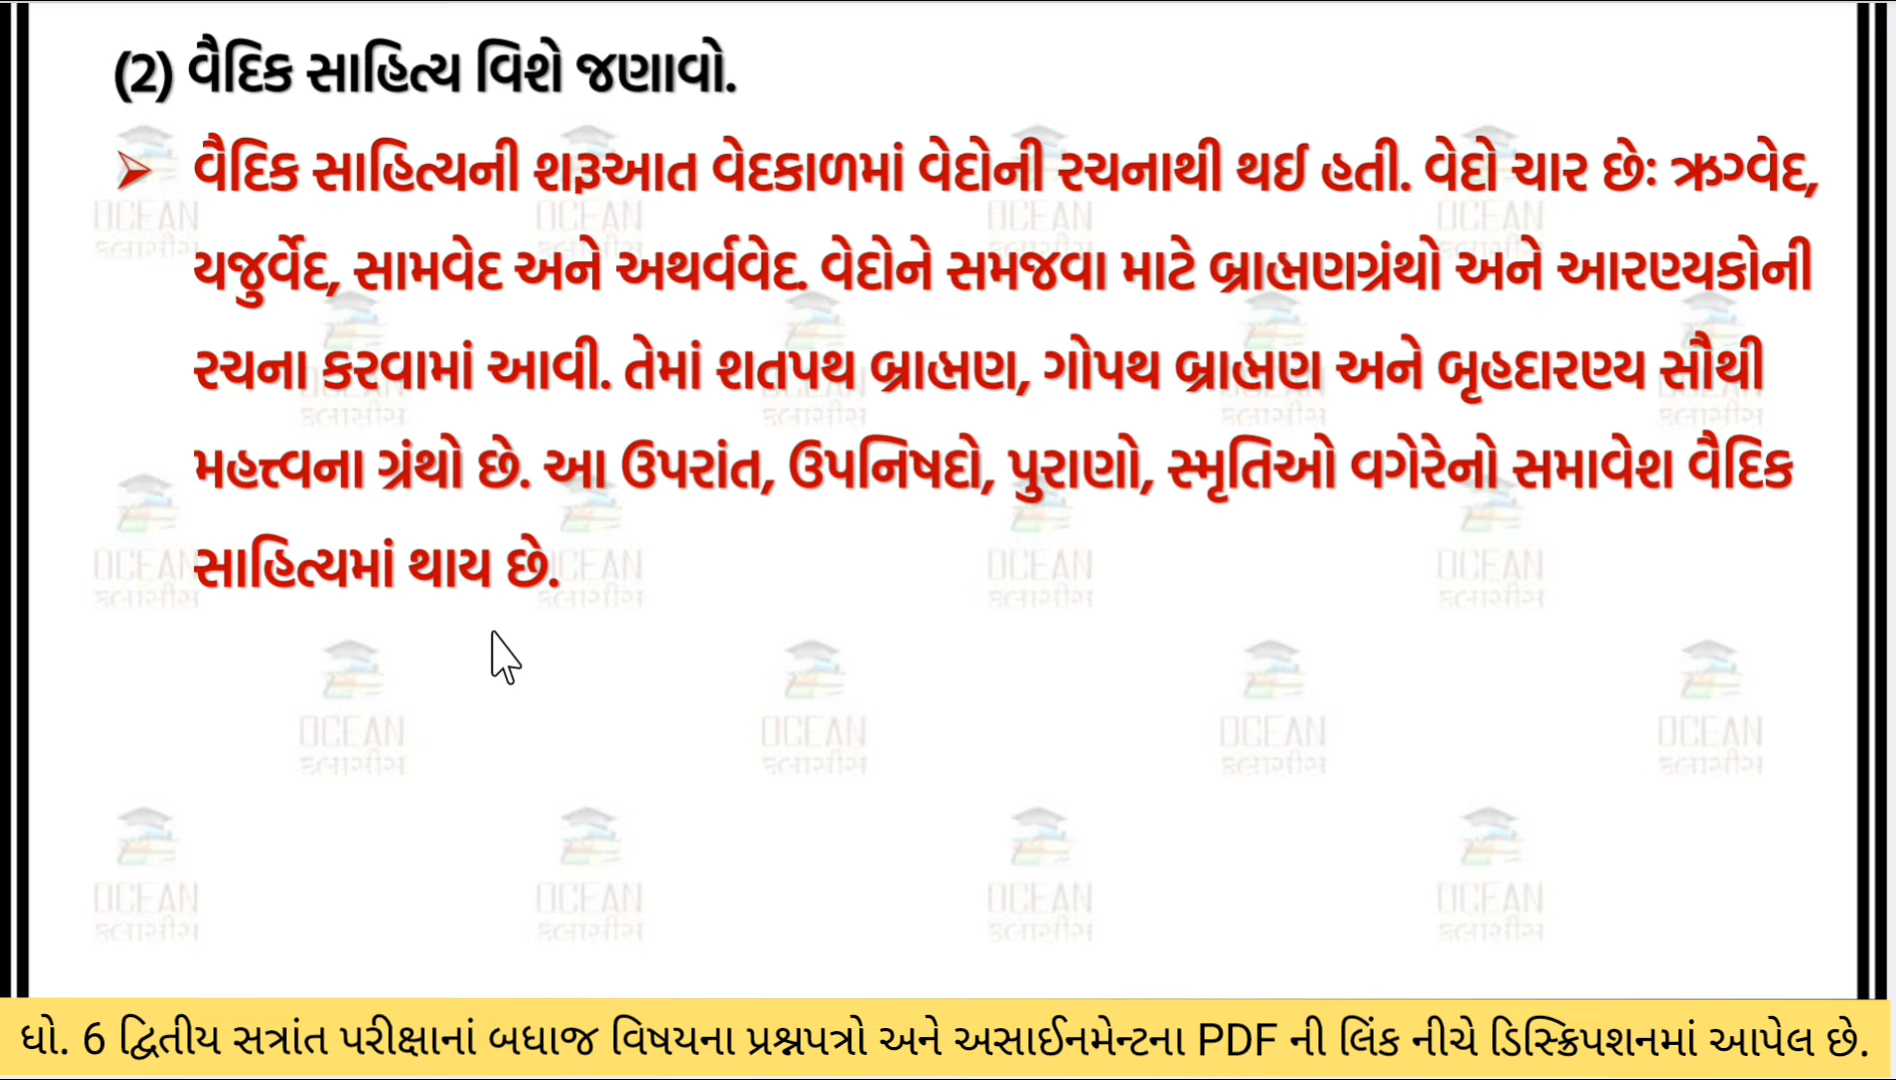 (2) વૈદિક સાહિત્ય વિશે જણાવો.
➢ વૈદિક સાહિત્યની શરૂઆત વેદકાળમાં વેદોની રચનાથી થઈ હતી. વેદો ચાર છેઃ ઋગ્વેદ,
યજુર્વેદ, સામવેદ અને અથર્વવેદ. વેદોને સમજવા માટે બ્રાહ્મણગ્રંથો અને આરણ્યકોની
રચના કરવામાં આવી. તેમાં શતપથ બ્રાહ્મણ, ગોપથ બ્રાહ્મણ અને બૃહદારણ્ય સૌથી
મહત્ત્વના ગ્રંથો છે. આ ઉપરાંત, ઉપનિષદો, પુરાણો, સ્મૃતિઓ વગેરેનો સમાવેશ વૈદિક
સાહિત્યમાં થાય છે.
OCEAN
કલાસીસ
ધો. 6 દ્વિતીય સત્રાંત પરીક્ષાનાં બધાજ વિષયના પ્રશ્નપત્રો અને અસાઈનમેન્ટના PDF ની લિંક નીચે ડિસ્ક્રિપશનમાં આપેલ છે.